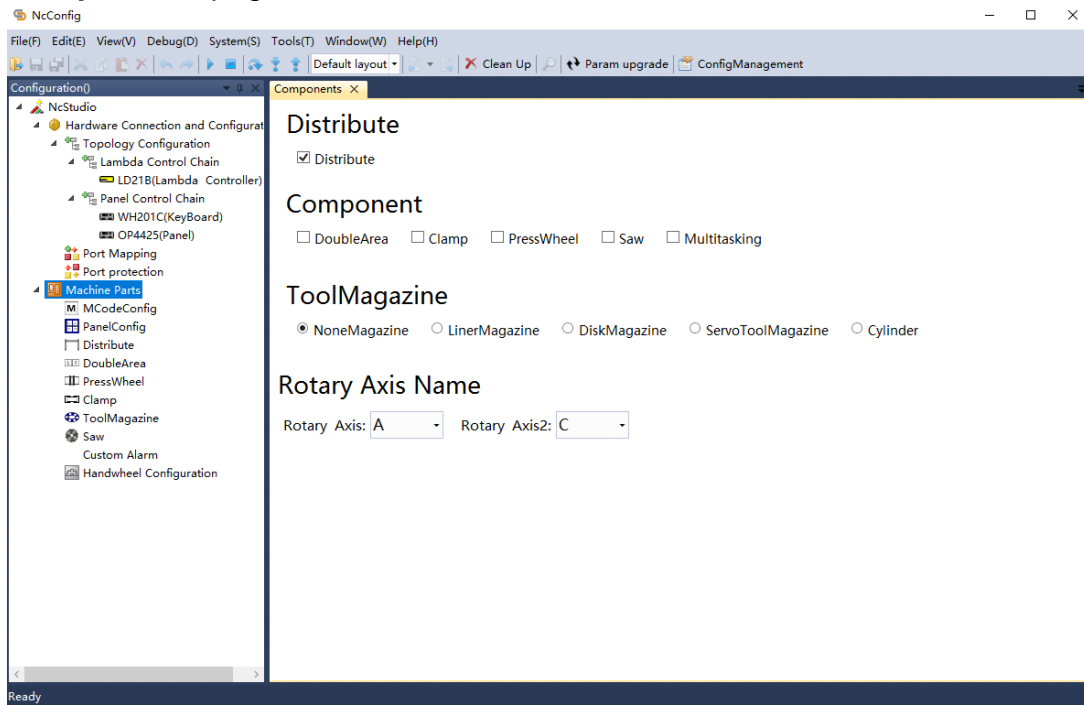 NcConfig
File(F) Edit(E) View(V) Debug(D) System(S) Tools(T) Window(W) Help(H)
Default layout Clean Up Param upgrade ConfigManagement
Configuration()
NcStudio
Hardware Connection and Configurat
Topology Configuration
Lambda Control Chain
LD21B(Lambda Controller)
Panel Control Chain
WH201C(KeyBoard)
OP4425(Panel)
Port Mapping
Port protection
Machine Parts
M MCodeConfig
PanelConfig
Distribute
DoubleArea
PressWheel
Clamp
ToolMagazine
Saw
Custom Alarm
Handwheel Configuration
Components
Distribute
Distribute
Component
DoubleArea Clamp PressWheel Saw Multitasking
ToolMagazine
NoneMagazine LinerMagazine DiskMagazine ServoToolMagazine Cylinder
Rotary Axis Name
Rotary Axis: A Rotary Axis2: C
Ready